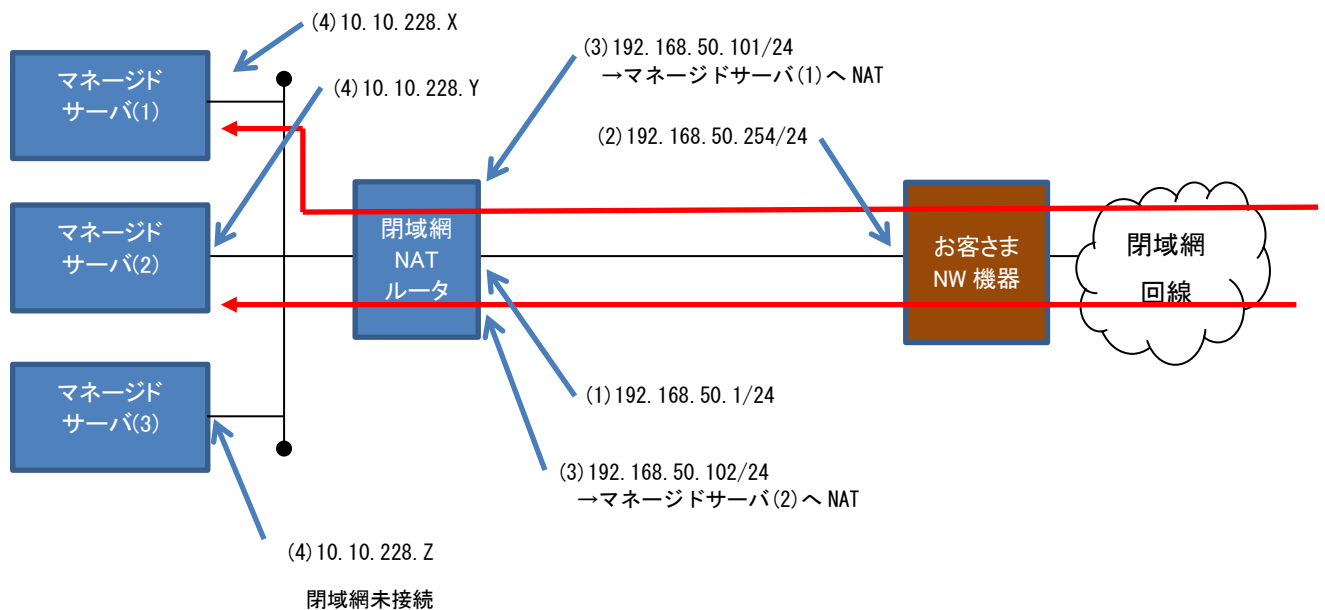 (4)10.10.228.X
マネージド
サーバ(1)
(3)192.168.50.101/24
→マネージドサーバ(1)へ NAT
(4)10.10.228.Y
(2)192.168.50.254/24
マネージド
サーバ(2)
閉域網
NAT
ルータ
お客さま
NW 機器
閉域網
回線
マネージド
サーバ(3)
(1)192.168.50.1/24
(3)192.168.50.102/24
→マネージドサーバ(2)へ NAT
(4)10.10.228.Z
閉域網未接続